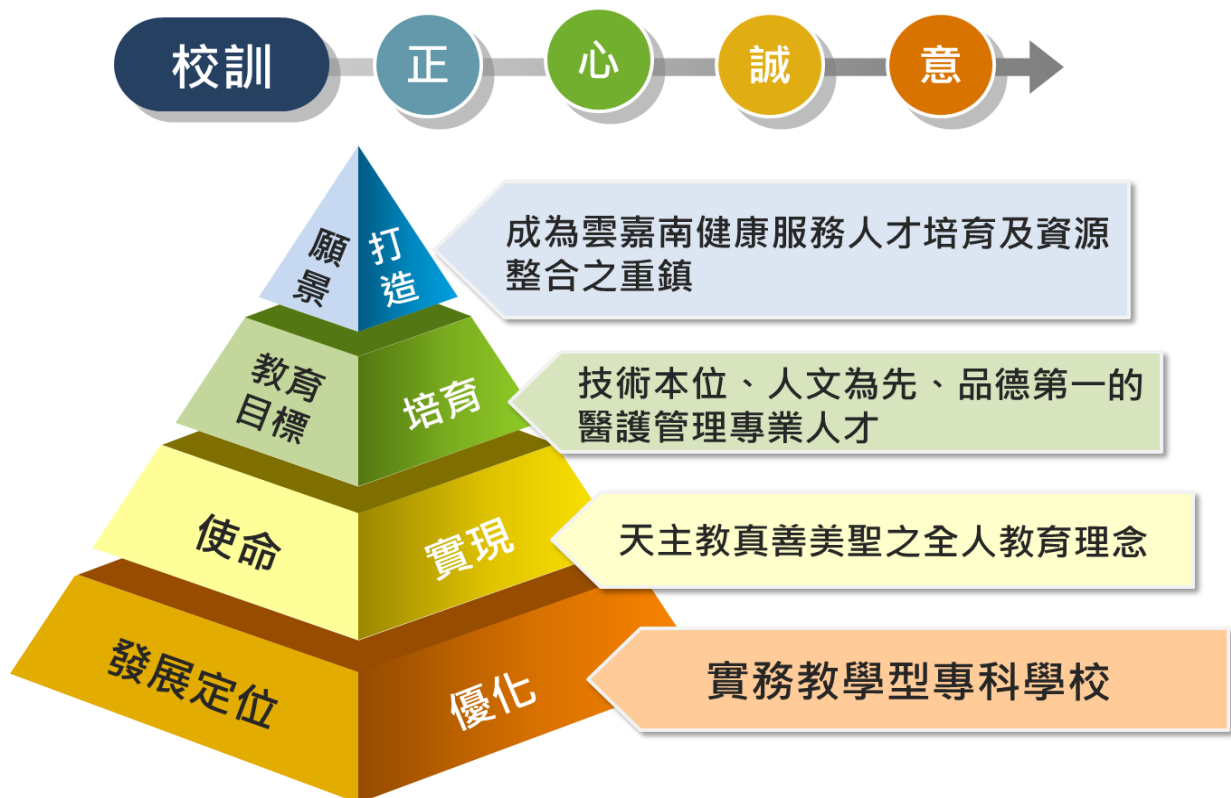 校訓 正 心 誠 意
願景 打造
成為雲嘉南健康服務人才培育及資源
整合之重鎮
教育
目標 培育
技術本位、人文為先、品德第一的
醫護管理專業人才
使命 實現
天主教真善美聖之全人教育理念
發展定位 優化
實務教學型專科學校